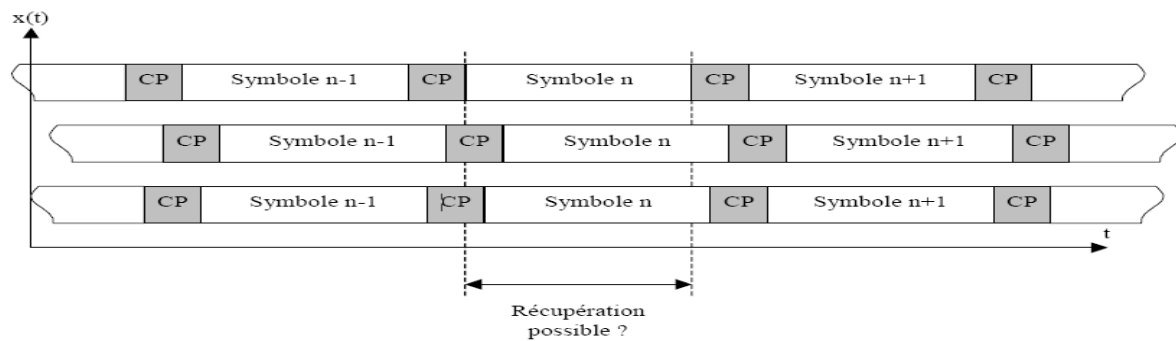 x(t)
CP Symbole n-1 CP Symbole n CP Symbole n+1 CP
CP Symbole n-1 CP Symbole n CP Symbole n+1 CP
CP Symbole n-1 CP Symbole n CP Symbole n+1 CP
t
Récupération
possible ?